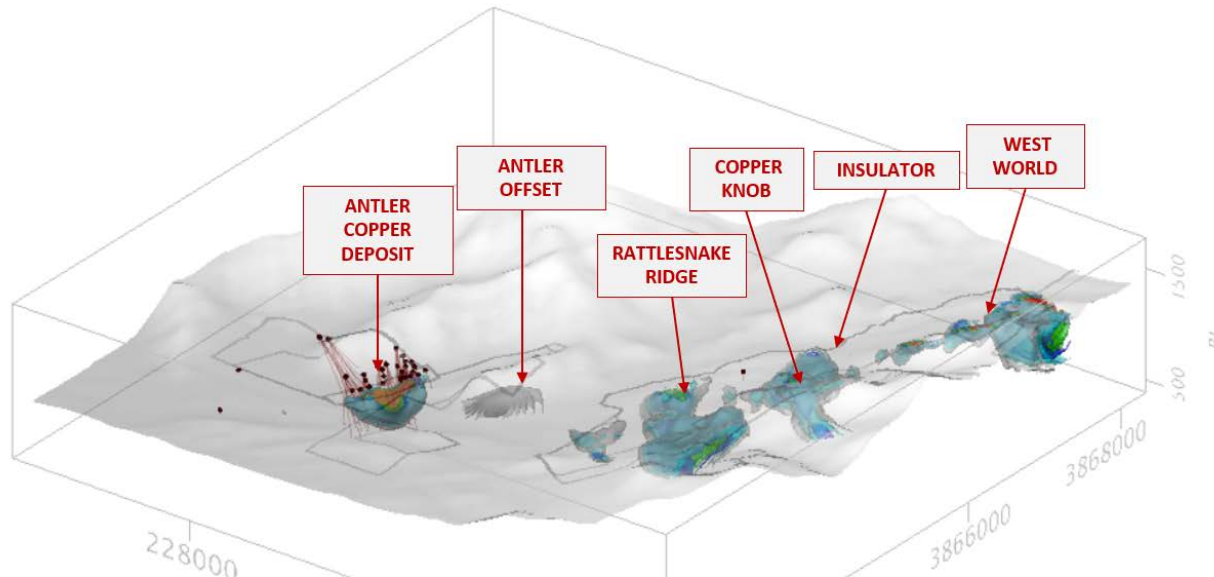 WEST
WORLD
ANTLER
OFFSET
COPPER
KNOB
INSULATOR
ANTLER
COPPER
DEPOSIT
RATTLESNAKE
RIDGE
1500
500
3868000
3866000
228000